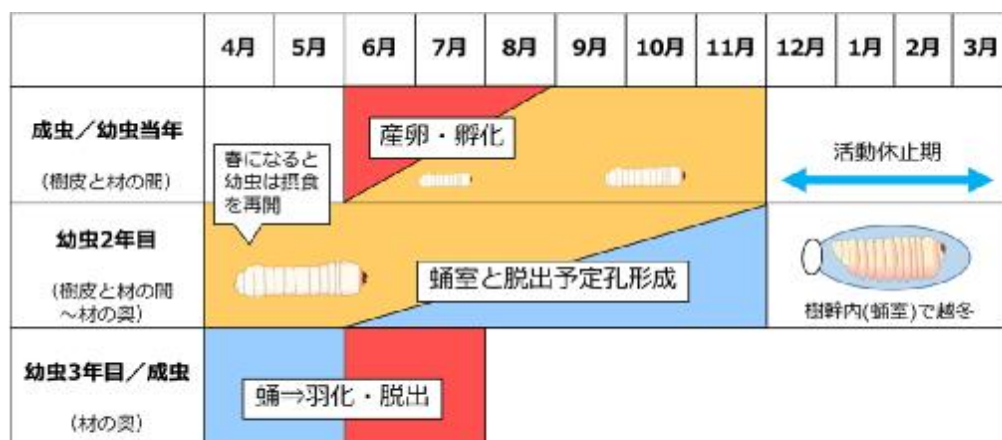 4月 5月 6月 7月 8月 9月 10月 11月 12月 1月 2月 3月
成虫／幼虫当年
(樹皮と材の間)
産卵・孵化
春になると
幼虫は摂食
を再開
活動休止期
幼虫2年目
(樹皮と材の間
～材の奥)
蛹室と脱出予定孔形成
樹幹内(蛹室)で越冬
幼虫3年目／成虫
(材の奥)
蛹⇒羽化・脱出